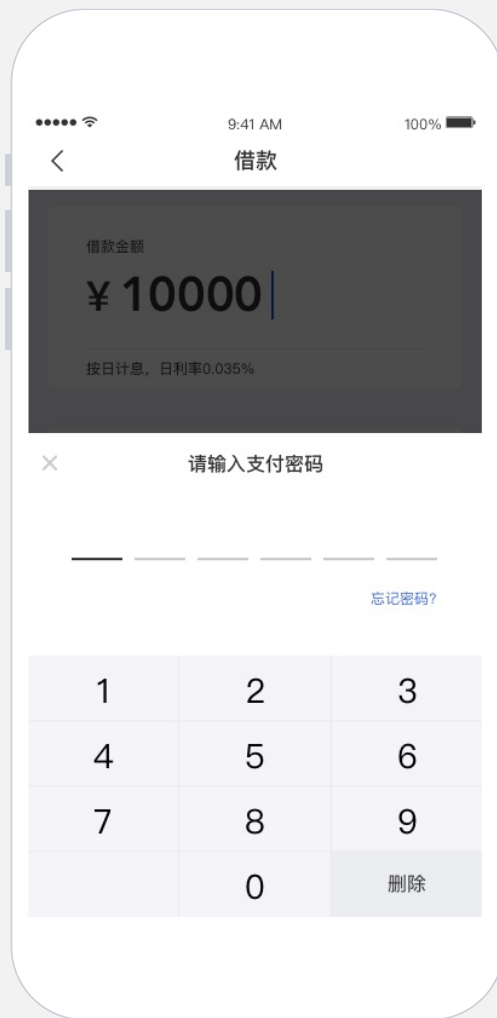 9:41 AM
100%
借款
借款金额
¥ 10000
按日计息，日利率0.035%
请输入支付密码
忘记密码?
1 2 3
4 5 6
7 8 9
0 删除